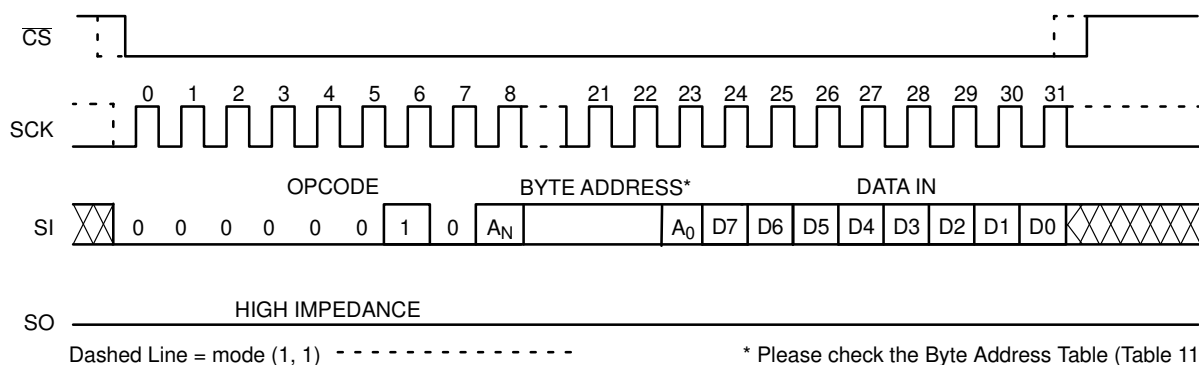 CS
0 1 2 3 4 5 6 7 8 21 22 23 24 25 26 27 28 29 30 31
SCK
OPCODE BYTE ADDRESS* DATA IN
SI 0 0 0 0 0 0 1 0 AN A0 D7 D6 D5 D4 D3 D2 D1 D0
HIGH IMPEDANCE
SO
Dashed Line = mode (1, 1) * Please check the Byte Address Table (Table 11